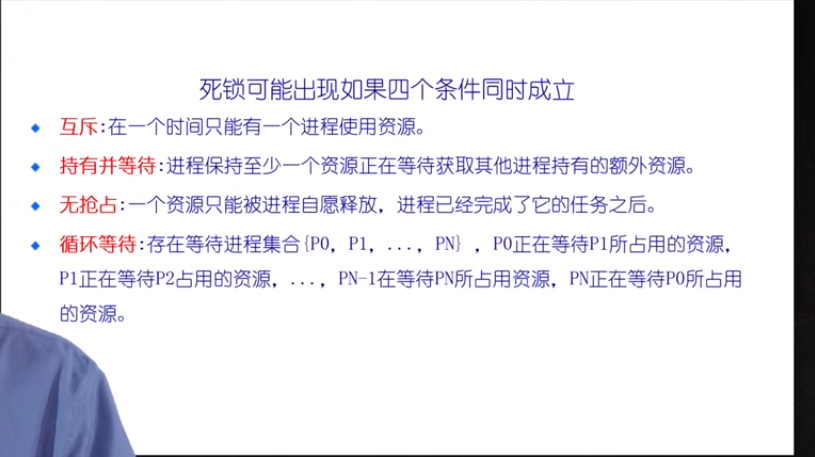 死锁可能出现如果四个条件同时成立
互斥:在一个时间只能有一个进程使用资源。
持有并等待:进程保持至少一个资源正在等待获取其他进程持有的额外资源。
无抢占:一个资源只能被进程自愿释放，进程已经完成了它的任务之后。
循环等待:存在等待进程集合{P0，P1，...，PN}，P0正在等待P1所占用的资源，
P1正在等待P2占用的资源，...，PN-1在等待PN所占用资源，PN正在等待P0所占用
的资源。